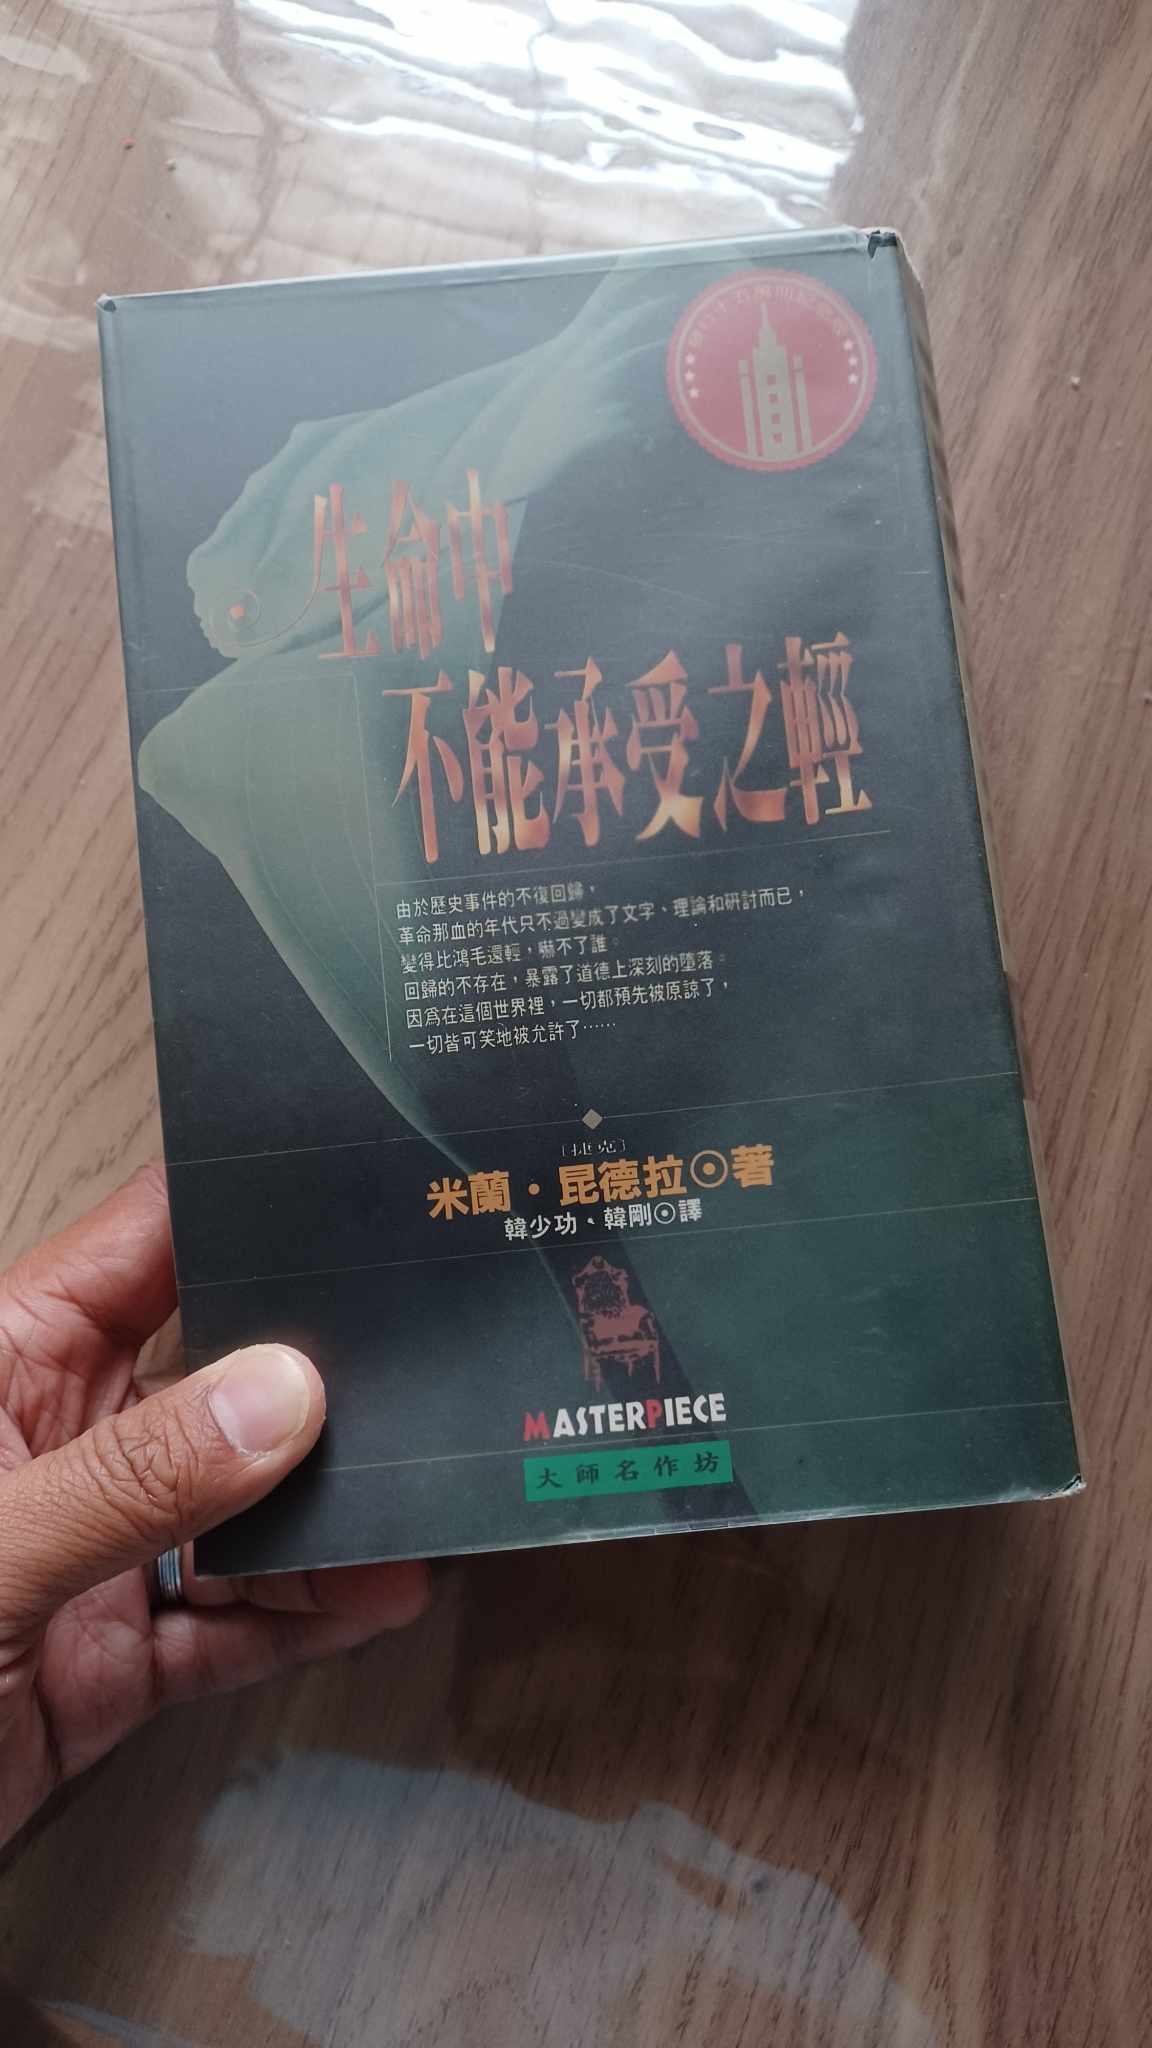 生命中
不能承受之輕
由於歷史事件的不復回歸，
革命那血的年代只不過變成了文字、理論和研討而已，
變得比鴻毛還輕，嚇不了誰。
回歸的不存在，暴露了道德上深刻的墮落。
因為在這個世界裡，一切都預先被原諒了，
一切皆可笑地被允許了……
〔捷克〕
米蘭・昆德拉⊙著
韓少功、韓剛⊙譯
MASTERPIECE
大師名作坊